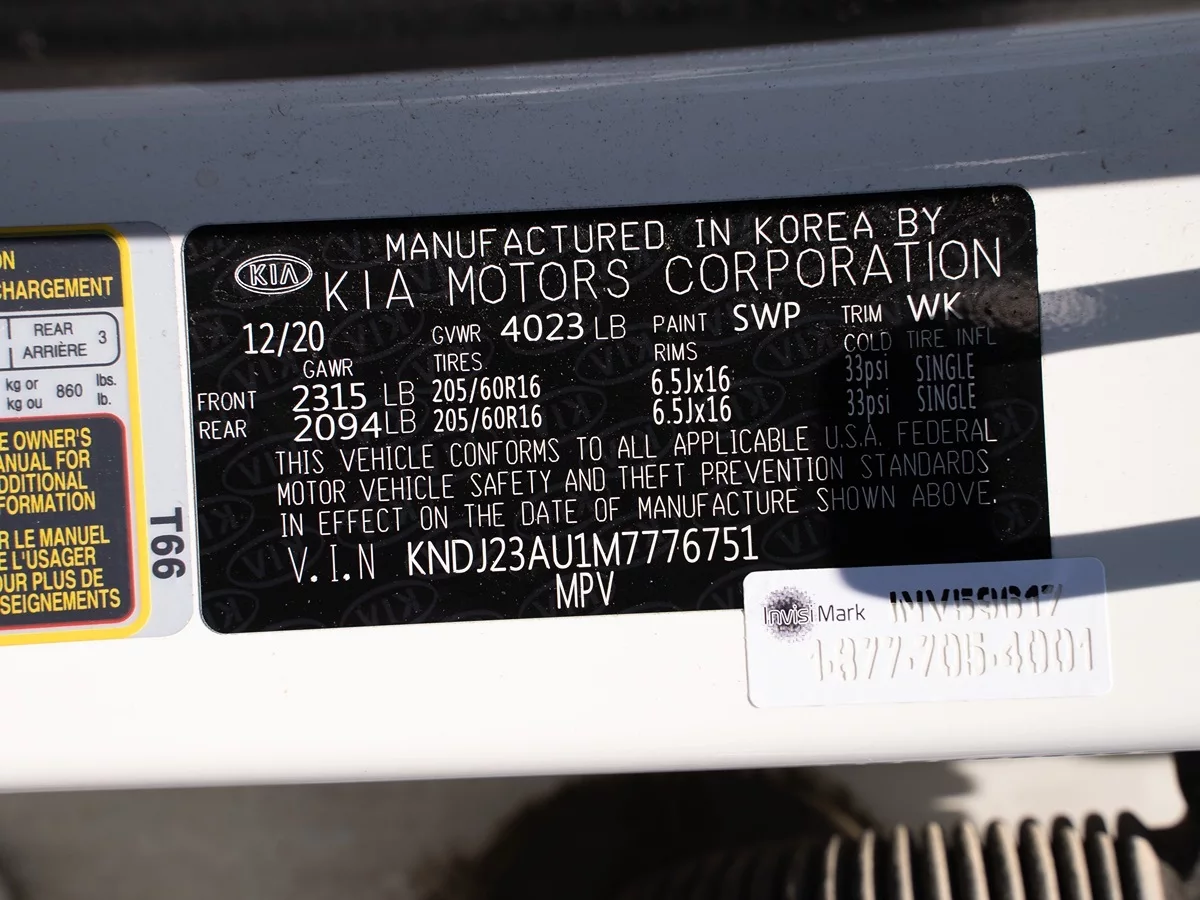 ON
CHARGEMENT
REAR 3
ARRIÈRE
kg or 860 lbs.
kg ou lb.
E OWNER'S
ANUAL FOR
DDITIONAL
FORMATION
R LE MANUEL
E L'USAGER
OUR PLUS DE
SEIGNEMENTS
T66
MANUFACTURED IN KOREA BY
KIA KIA MOTORS CORPORATION
12/20 GVWR 4023 LB PAINT SWP TRIM WK
GAWR TIRES RIMS COLD TIRE INFL
FRONT 2315 LB 205/60R16 6.5Jx16 33psi SINGLE
REAR 2094LB 205/60R16 6.5Jx16 33psi SINGLE
THIS VEHICLE CONFORMS TO ALL APPLICABLE U.S.A. FEDERAL
MOTOR VEHICLE SAFETY AND THEFT PREVENTION STANDARDS
IN EFFECT ON THE DATE OF MANUFACTURE SHOWN ABOVE.
V.I.N KNDJ23AU1M7776751
MPV
InvisiMark INV59617
1·877·705·4001